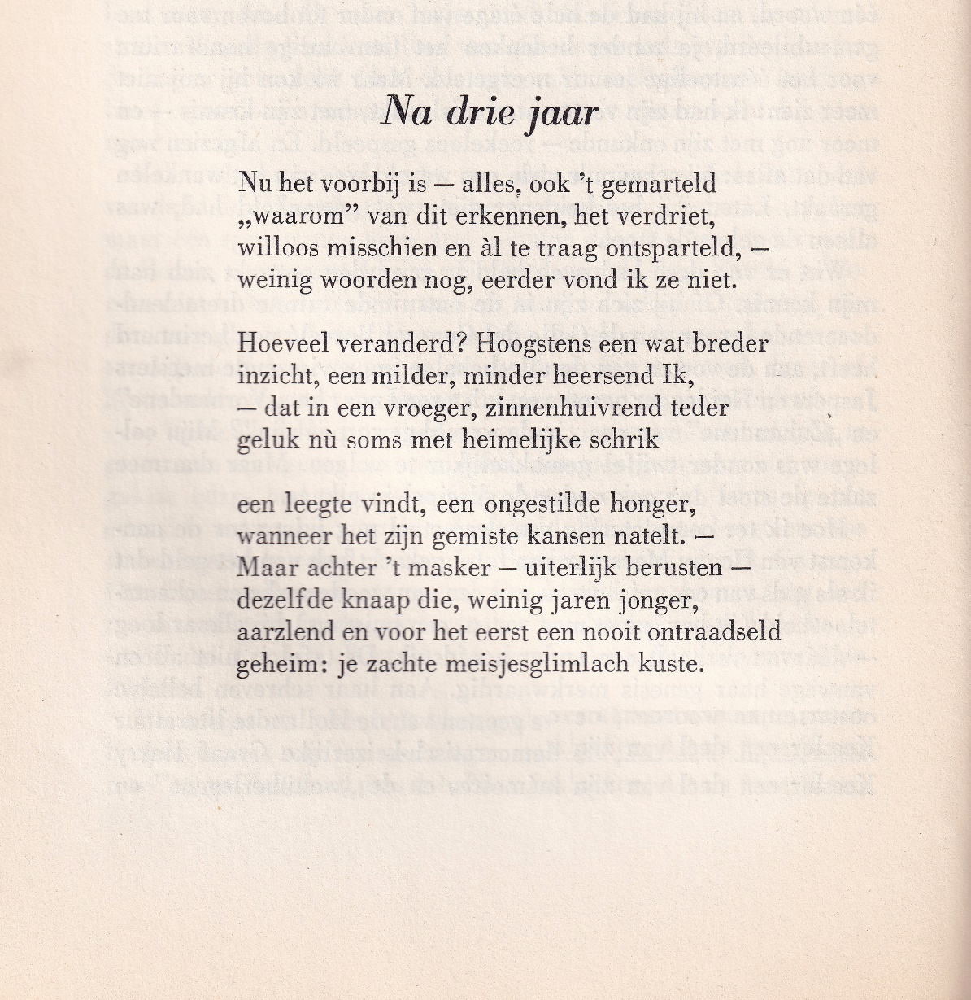 Na drie jaar
Nu het voorbij is — alles, ook ’t gemarteld
„waarom” van dit erkennen, het verdriet,
willoos misschien en àl te traag ontsparteld, —
weinig woorden nog, eerder vond ik ze niet.
Hoeveel veranderd? Hoogstens een wat breder
inzicht, een milder, minder heersend Ik,
— dat in een vroeger, zinnenhuivrend teder
geluk nù soms met heimelijke schrik
een leegte vindt, een ongestilde honger,
wanneer het zijn gemiste kansen natelt. —
Maar achter ’t masker — uiterlijk berusten —
dezelfde knaap die, weinig jaren jonger,
aarzlend en voor het eerst een nooit ontraadseld
geheim: je zachte meisjesglimlach kuste.